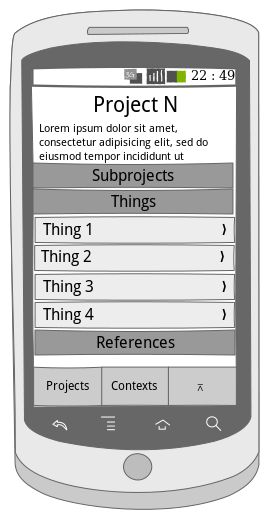 22 : 49
Project N
Lorem ipsum dolor sit amet,
consectetur adipisicing elit, sed do
eiusmod tempor incididunt ut
Subprojects
Things
Thing 1
Thing 2
Thing 3
Thing 4
References
Projects Contexts